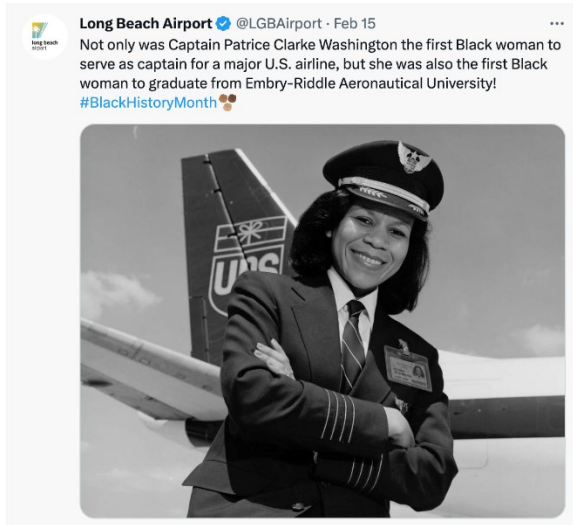 Long Beach Airport @LGBAirport · Feb 15
long beach
airport
Not only was Captain Patrice Clarke Washington the first Black woman to
serve as captain for a major U.S. airline, but she was also the first Black
woman to graduate from Embry-Riddle Aeronautical University!
#BlackHistoryMonth
UPS